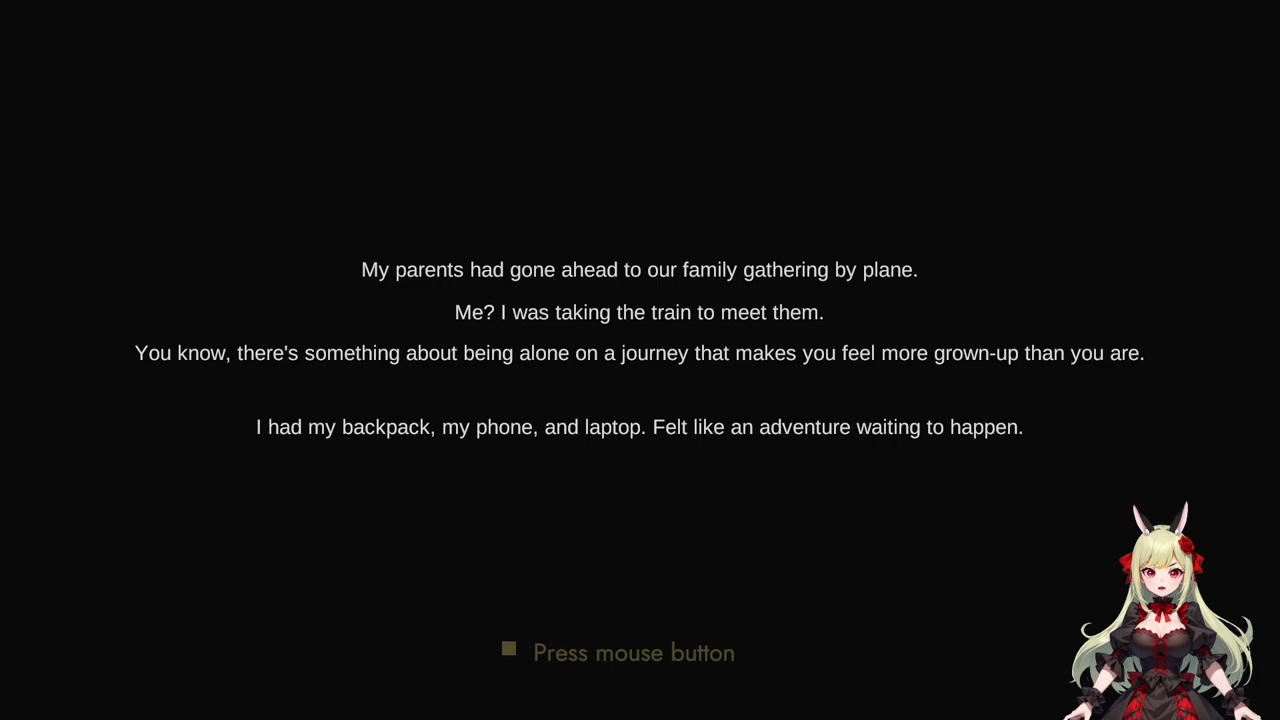 My parents had gone ahead to our family gathering by plane.
Me? I was taking the train to meet them.
You know, there's something about being alone on a journey that makes you feel more grown-up than you are.
I had my backpack, my phone, and laptop. Felt like an adventure waiting to happen.
Press mouse button